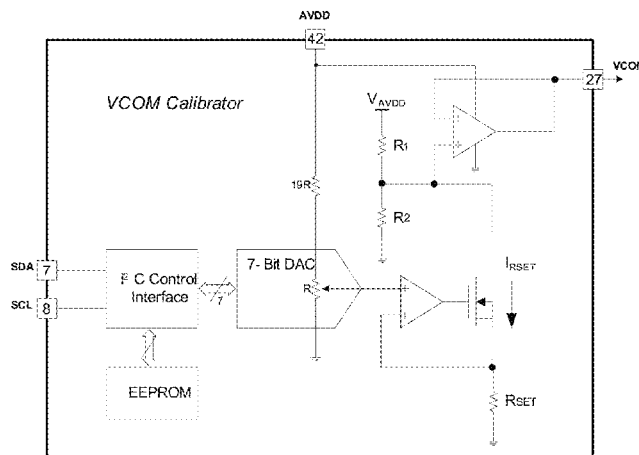 AVDD
42
VCOM
27
VCOM Calibrator
VAVDD
R1
19R
R2
SDA
7
SCL
8
I²C Control
Interface
7
7- Bit DAC
R
IRSET
EEPROM
RSET